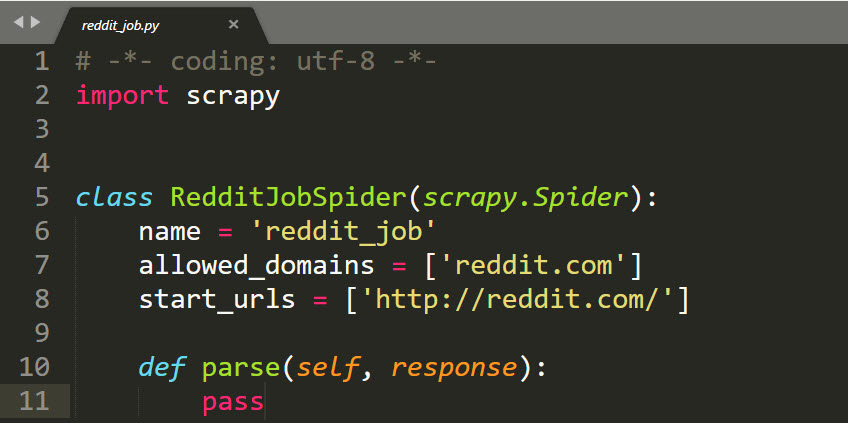 reddit_job.py ×
1 # -*- coding: utf-8 -*-
2 import scrapy
3
4
5 class RedditJobSpider(scrapy.Spider):
6     name = 'reddit_job'
7     allowed_domains = ['reddit.com']
8     start_urls = ['http://reddit.com/']
9
10     def parse(self, response):
11         pass